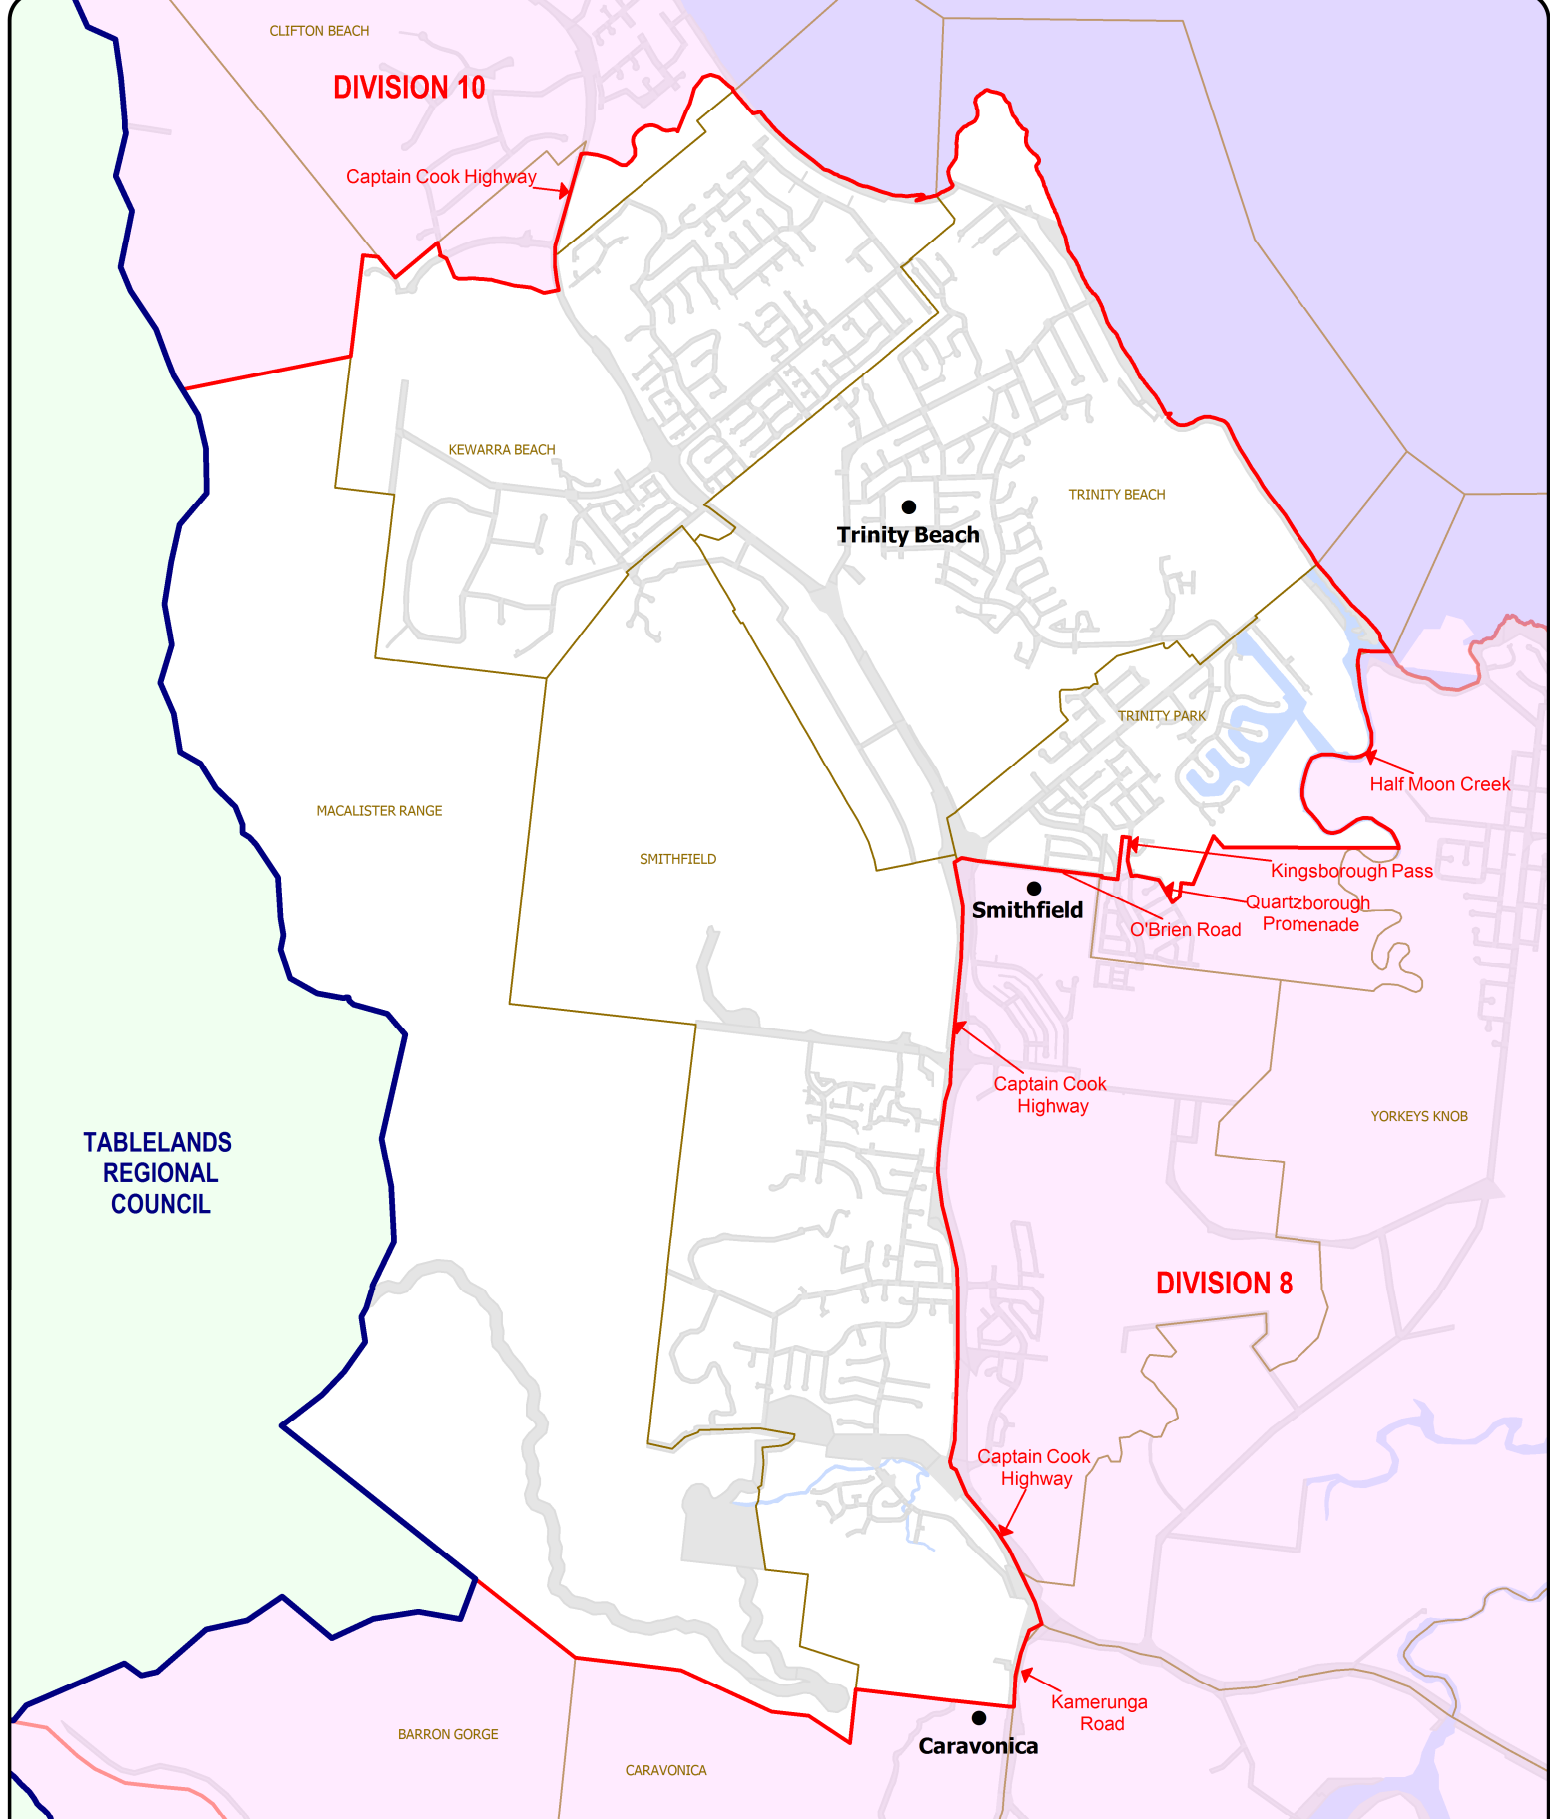 CLIFTON BEACH
DIVISION 10
Captain Cook Highway
KEWARRA BEACH
TRINITY BEACH
Trinity Beach
TRINITY PARK
Half Moon Creek
MACALISTER RANGE
SMITHFIELD
Kingsborough Pass
Smithfield
Quartzborough
Promenade
O'Brien Road
Captain Cook
Highway
YORKEYS KNOB
TABLELANDS
REGIONAL
COUNCIL
DIVISION 8
Captain Cook
Highway
Kamerunga
Road
BARRON GORGE
Caravonica
CARAVONICA